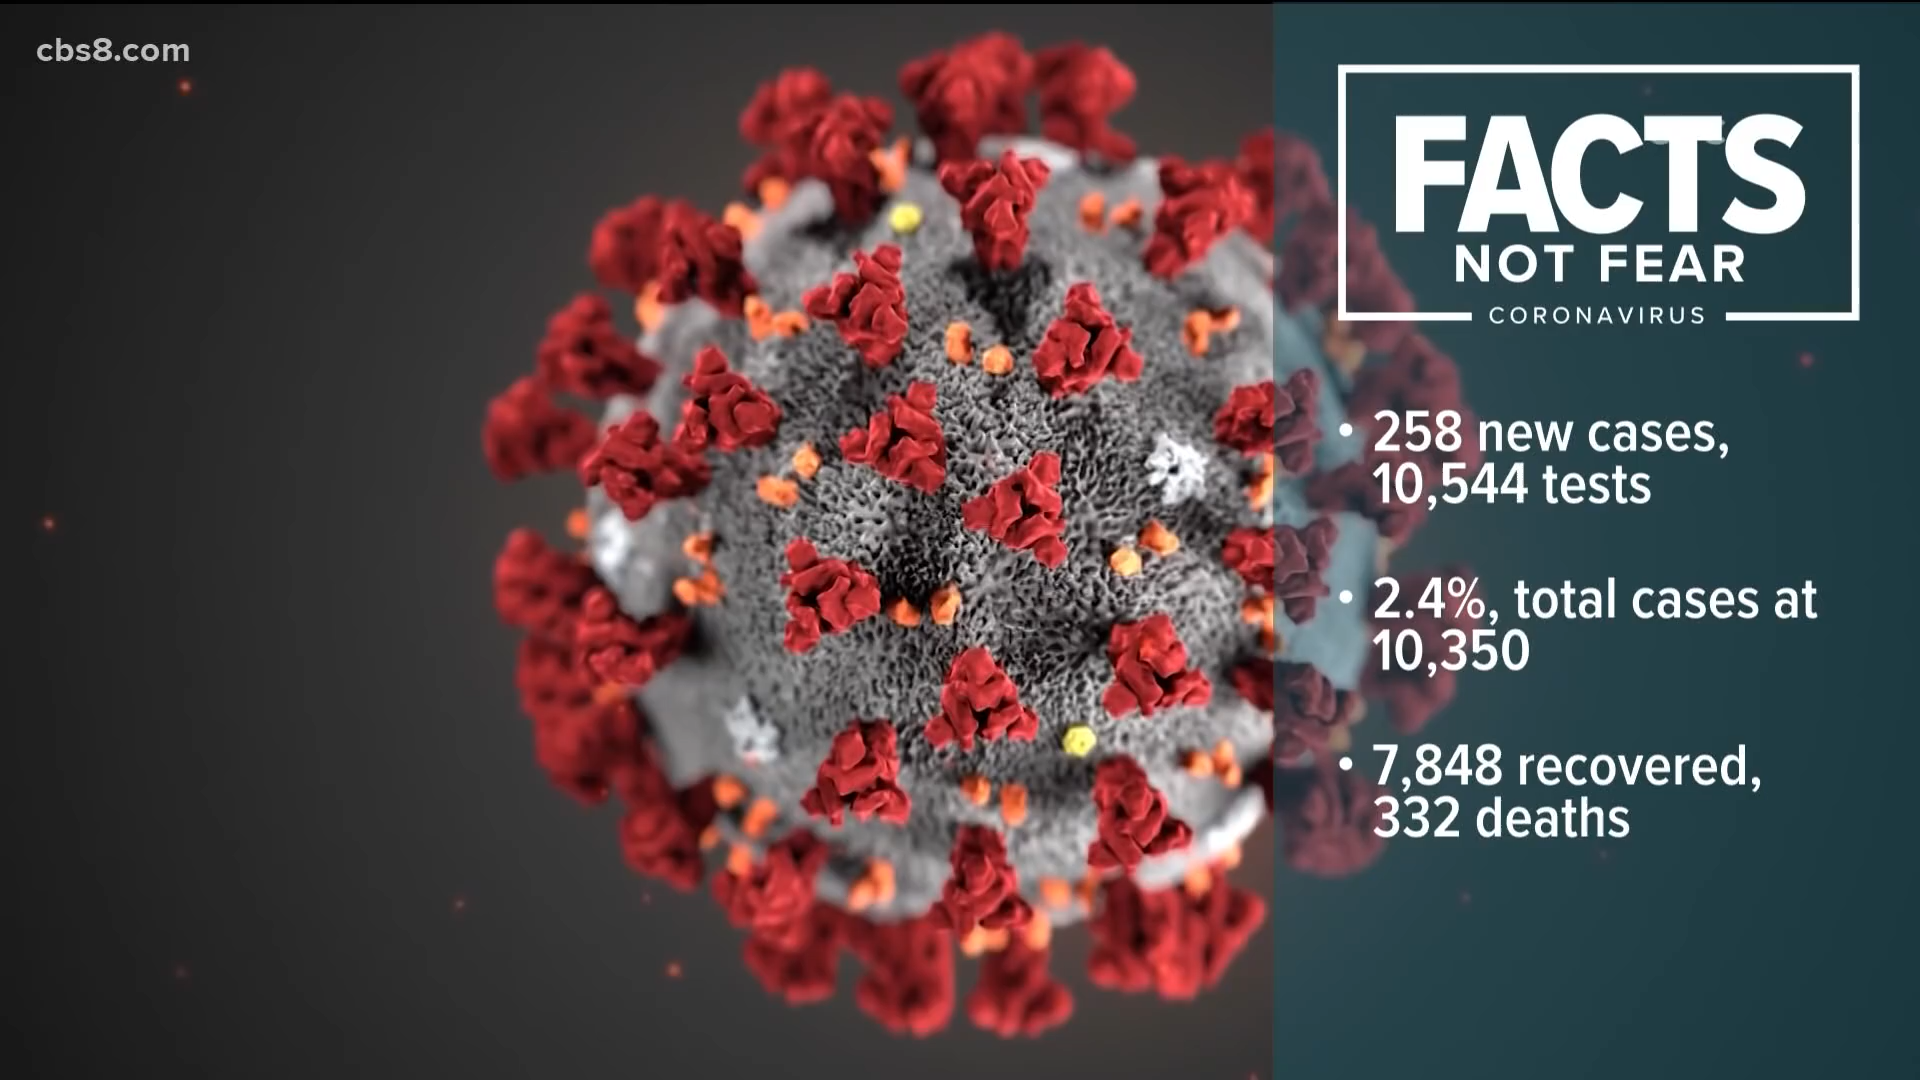 cbs8.com
FACTS
NOT FEAR
CORONAVIRUS
• 258 new cases,
10,544 tests
• 2.4%, total cases at
10,350
• 7,848 recovered,
332 deaths